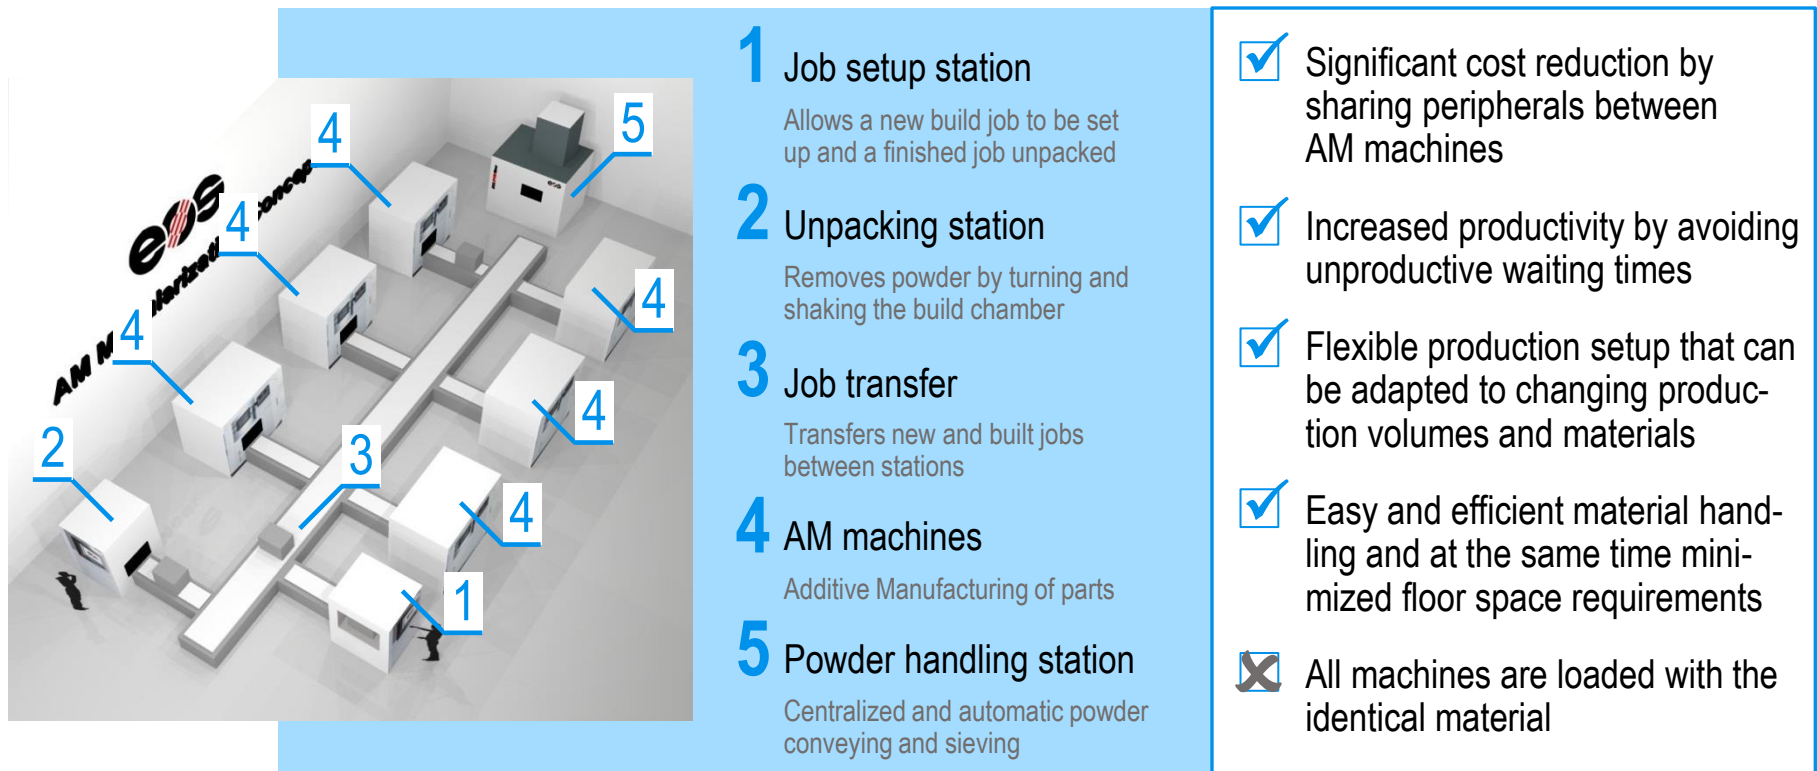 eos
AM M
larizati
oncep
4
5
4
4
4
4
2
3
4
1
1 Job setup station
Allows a new build job to be set
up and a finished job unpacked
2 Unpacking station
Removes powder by turning and
shaking the build chamber
3 Job transfer
Transfers new and built jobs
between stations
4 AM machines
Additive Manufacturing of parts
5 Powder handling station
Centralized and automatic powder
conveying and sieving
Significant cost reduction by
sharing peripherals between
AM machines
Increased productivity by avoiding
unproductive waiting times
Flexible production setup that can
be adapted to changing produc-
tion volumes and materials
Easy and efficient material hand-
ling and at the same time mini-
mized floor space requirements
All machines are loaded with the
identical material